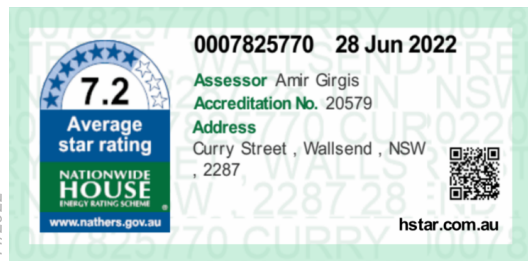 0007825770 28 Jun 2022
7.2
Average
star rating
NATIONWIDE
HOUSE
ENERGY RATING SCHEME
®
www.nathers.gov.au
Assessor Amir Girgis
Accreditation No. 20579
Address
Curry Street , Wallsend , NSW
, 2287
hstar.com.au